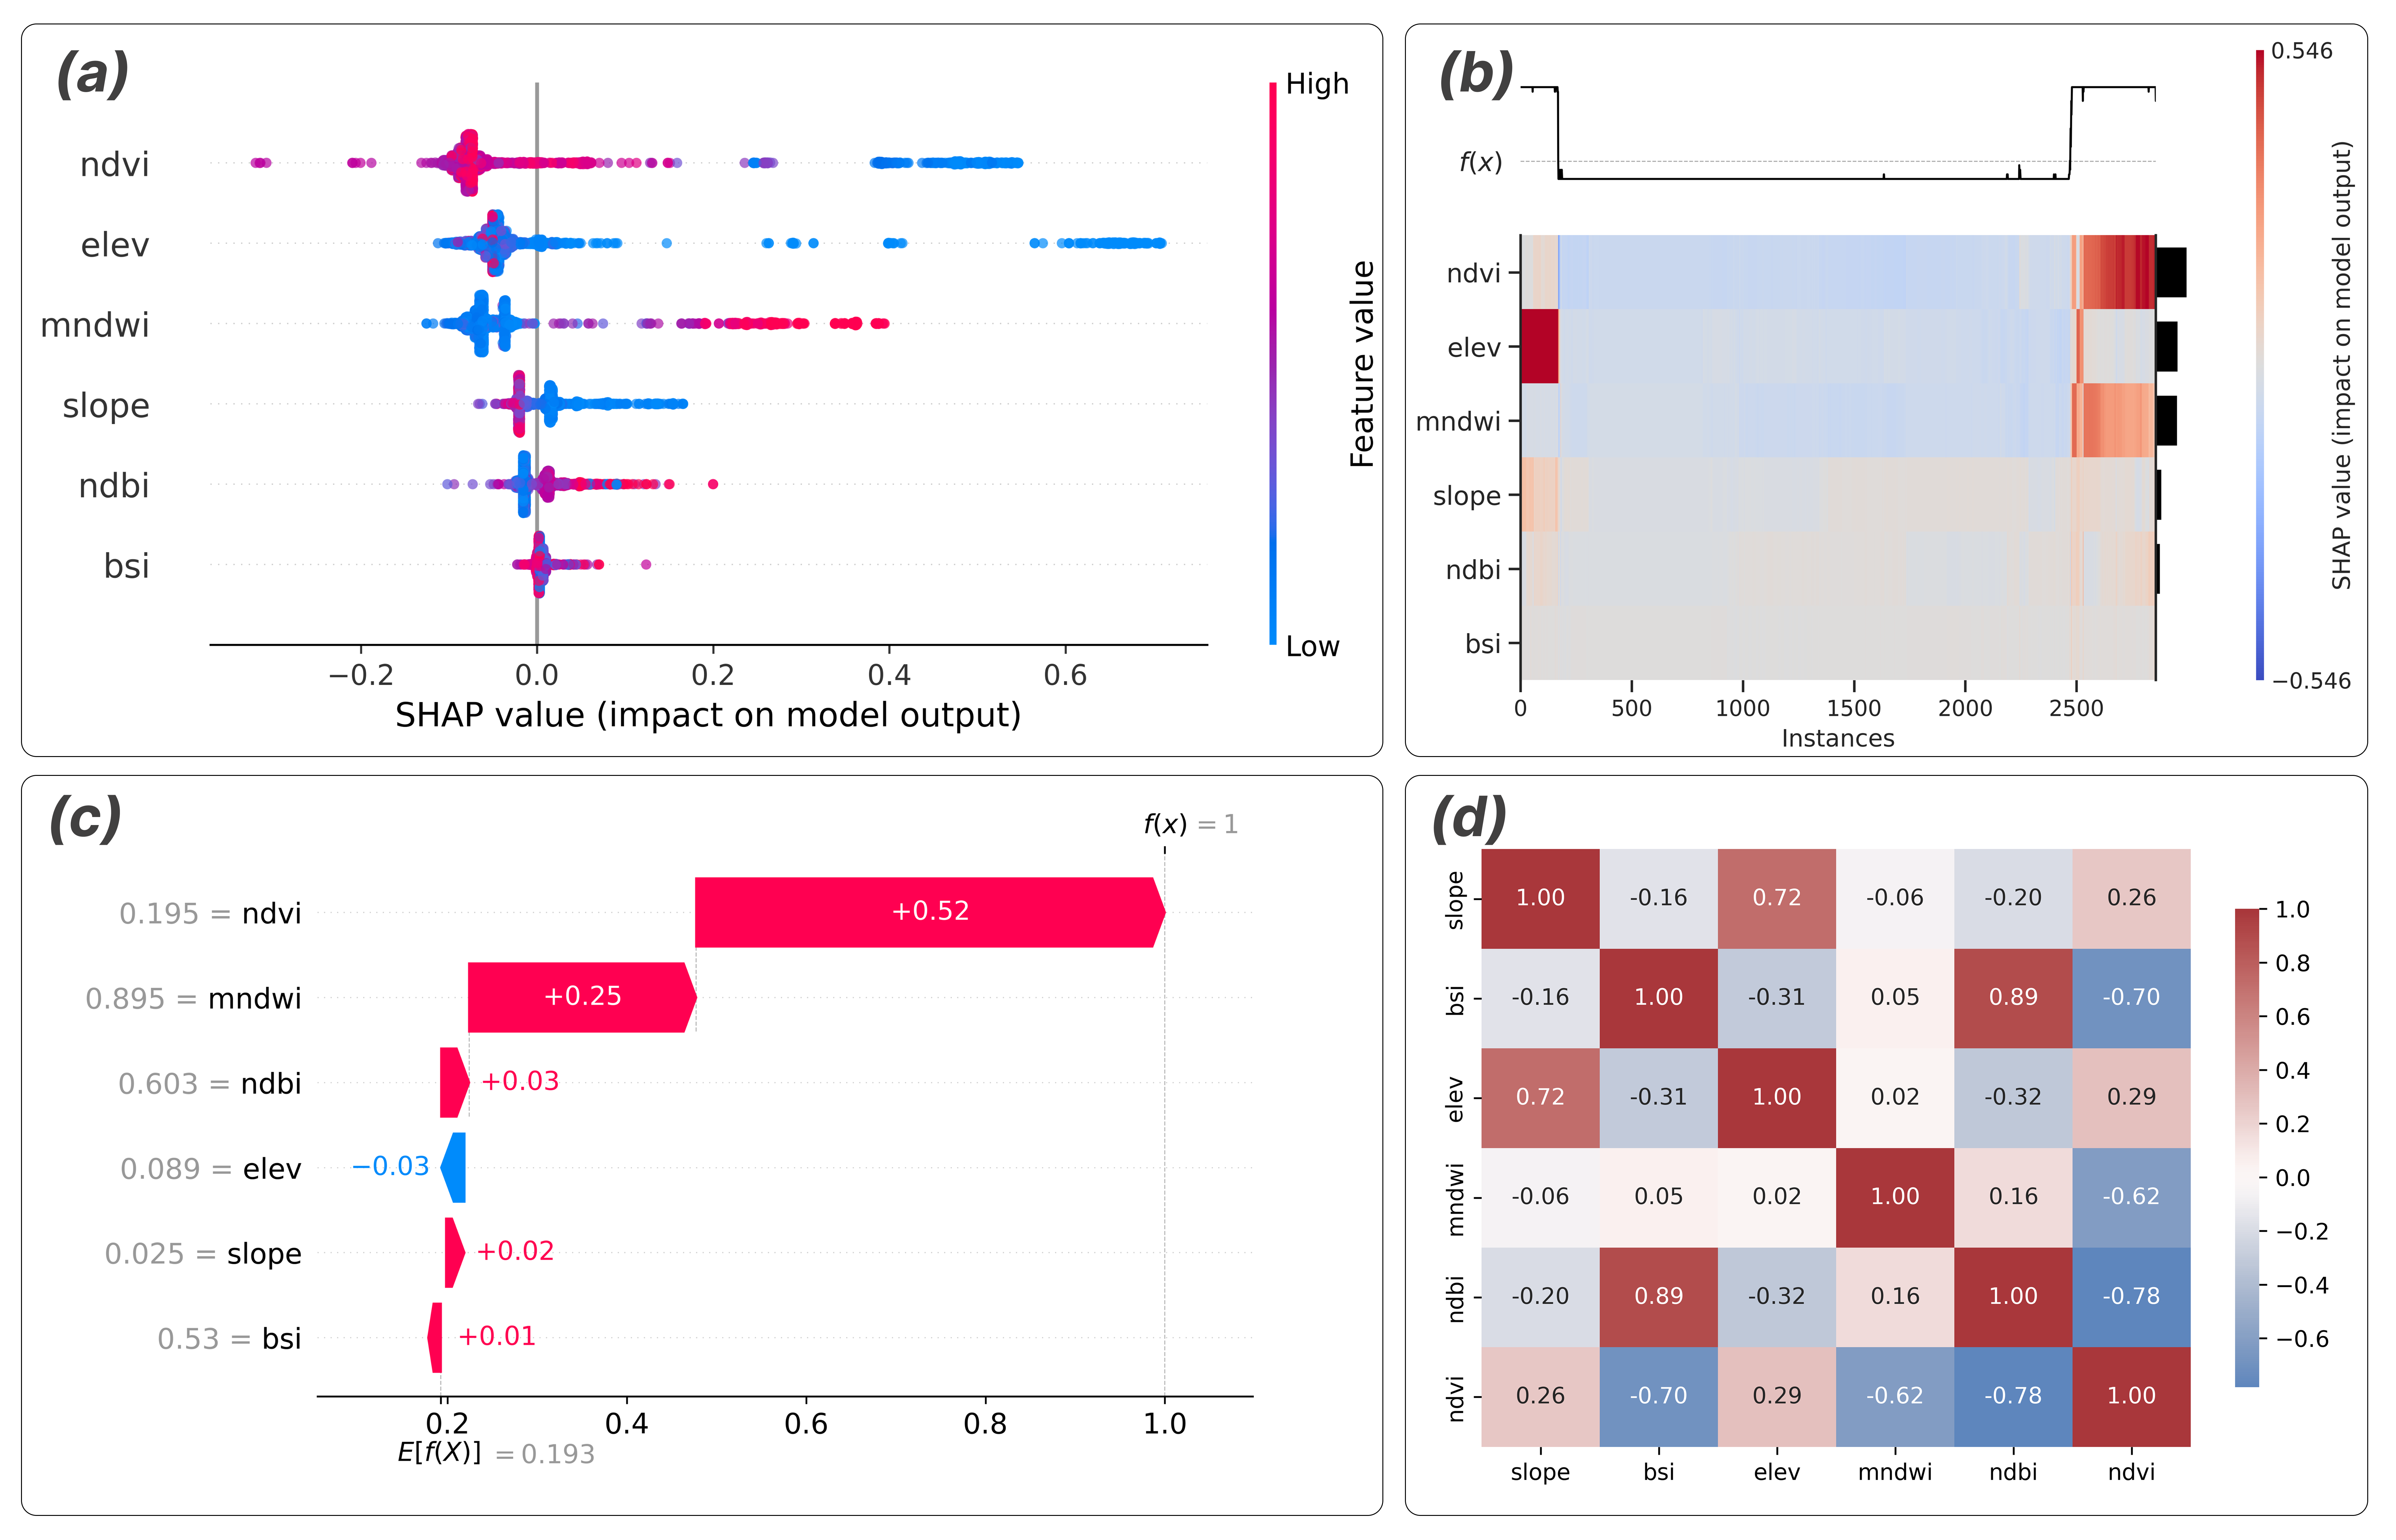 (a)
High
ndvi
elev
mndwi
slope
ndbi
bsi
Feature value
Low
−0.2 0.0 0.2 0.4 0.6
SHAP value (impact on model output)
(b)
0.546
f(x)
ndvi
elev
mndwi
slope
ndbi
bsi
SHAP value (impact on model output)
−0.546
0 500 1000 1500 2000 2500
Instances
(c)
f(x) = 1
0.195 = ndvi +0.52
0.895 = mndwi +0.25
0.603 = ndbi +0.03
0.089 = elev −0.03
0.025 = slope +0.02
0.53 = bsi +0.01
0.2 0.4 0.6 0.8 1.0
E[f(X)] = 0.193
(d)
slope 1.00 -0.16 0.72 -0.06 -0.20 0.26
bsi -0.16 1.00 -0.31 0.05 0.89 -0.70
elev 0.72 -0.31 1.00 0.02 -0.32 0.29
mndwi -0.06 0.05 0.02 1.00 0.16 -0.62
ndbi -0.20 0.89 -0.32 0.16 1.00 -0.78
ndvi 0.26 -0.70 0.29 -0.62 -0.78 1.00
slope bsi elev mndwi ndbi ndvi
1.0
0.8
0.6
0.4
0.2
0.0
−0.2
−0.4
−0.6